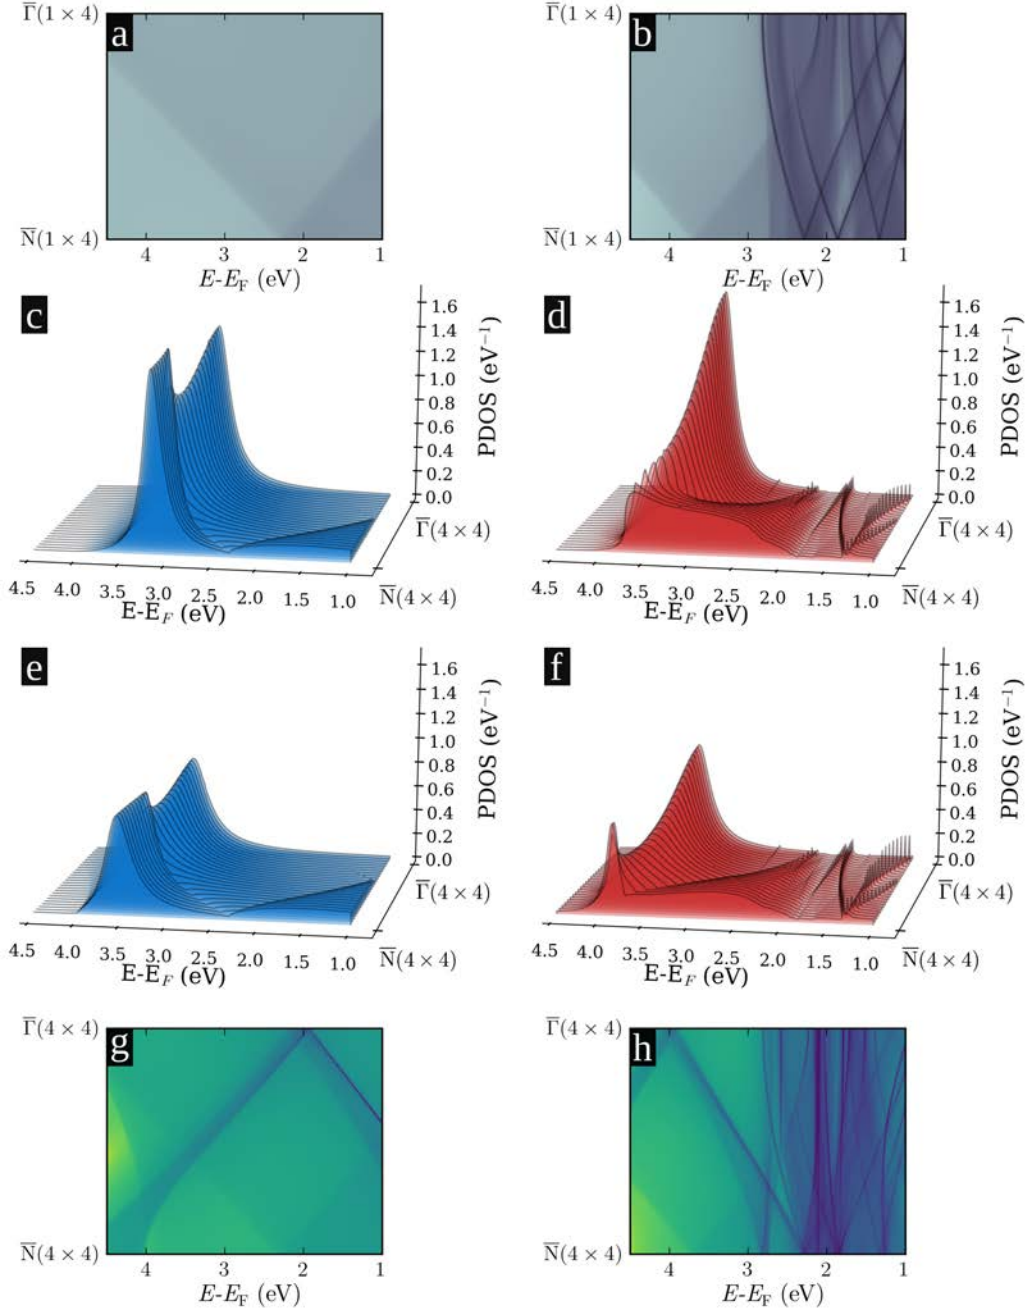 Γ̅(1 × 4)
a
N̅(1 × 4)
4 3 2 1
E-E_F (eV)
Γ̅(1 × 4)
b
N̅(1 × 4)
4 3 2 1
E-E_F (eV)
c
1.6
1.4
1.2
1.0
0.8
0.6
0.4
0.2
0.0
PDOS (eV⁻¹)
Γ̅(4 × 4)
N̅(4 × 4)
4.5 4.0 3.5 3.0 2.5 2.0 1.5 1.0
E-E_F (eV)
d
1.6
1.4
1.2
1.0
0.8
0.6
0.4
0.2
0.0
PDOS (eV⁻¹)
Γ̅(4 × 4)
N̅(4 × 4)
4.5 4.0 3.5 3.0 2.5 2.0 1.5 1.0
E-E_F (eV)
e
1.6
1.4
1.2
1.0
0.8
0.6
0.4
0.2
0.0
PDOS (eV⁻¹)
Γ̅(4 × 4)
N̅(4 × 4)
4.5 4.0 3.5 3.0 2.5 2.0 1.5 1.0
E-E_F (eV)
f
1.6
1.4
1.2
1.0
0.8
0.6
0.4
0.2
0.0
PDOS (eV⁻¹)
Γ̅(4 × 4)
N̅(4 × 4)
4.5 4.0 3.5 3.0 2.5 2.0 1.5 1.0
E-E_F (eV)
Γ̅(4 × 4)
g
N̅(4 × 4)
4 3 2 1
E-E_F (eV)
Γ̅(4 × 4)
h
N̅(4 × 4)
4 3 2 1
E-E_F (eV)